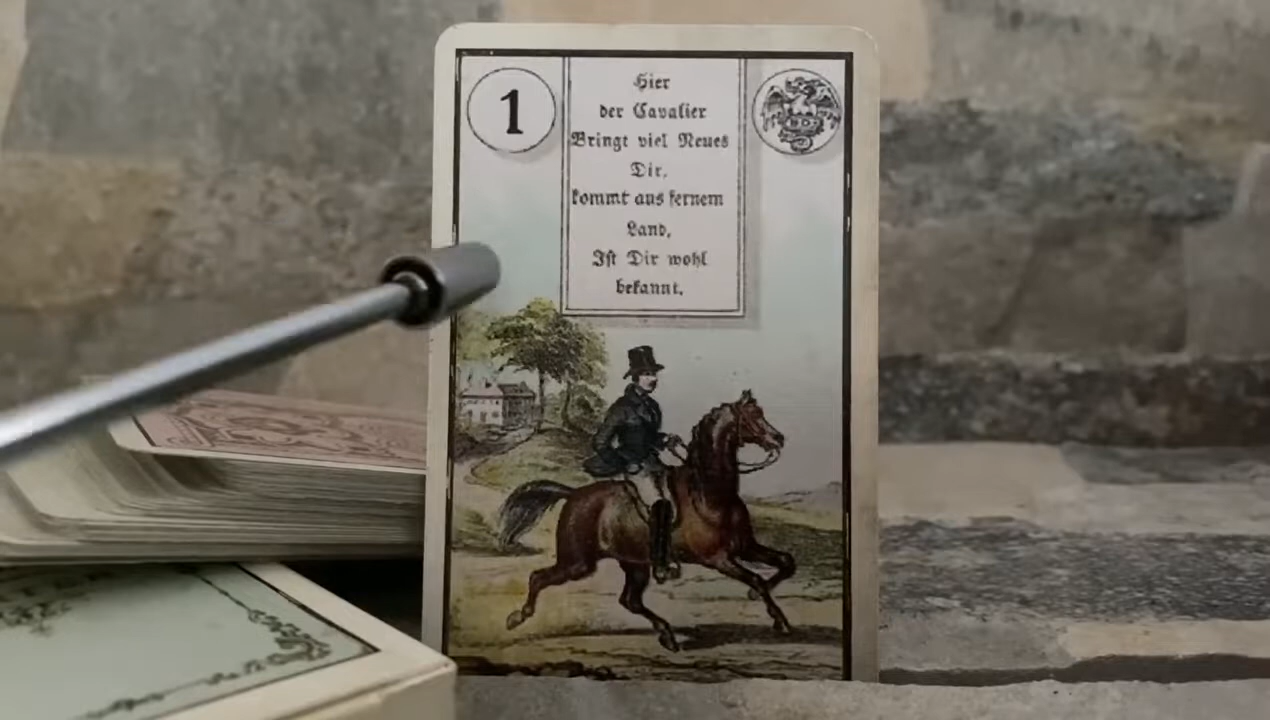 1
Hier
der Cavalier
Bringt viel Neues
Dir,
kommt aus fernem
Land,
Ist Dir wohl
bekannt.